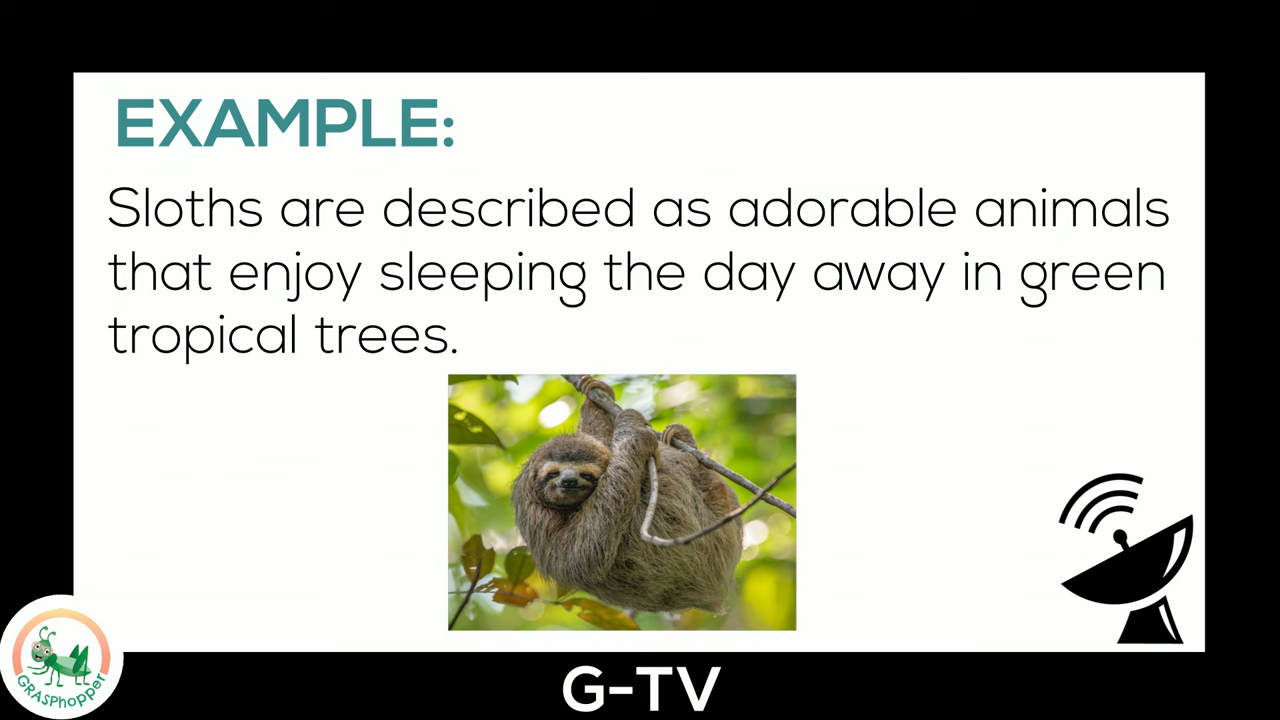 EXAMPLE:
Sloths are described as adorable animals
that enjoy sleeping the day away in green
tropical trees.
GRASPhopper
G-TV